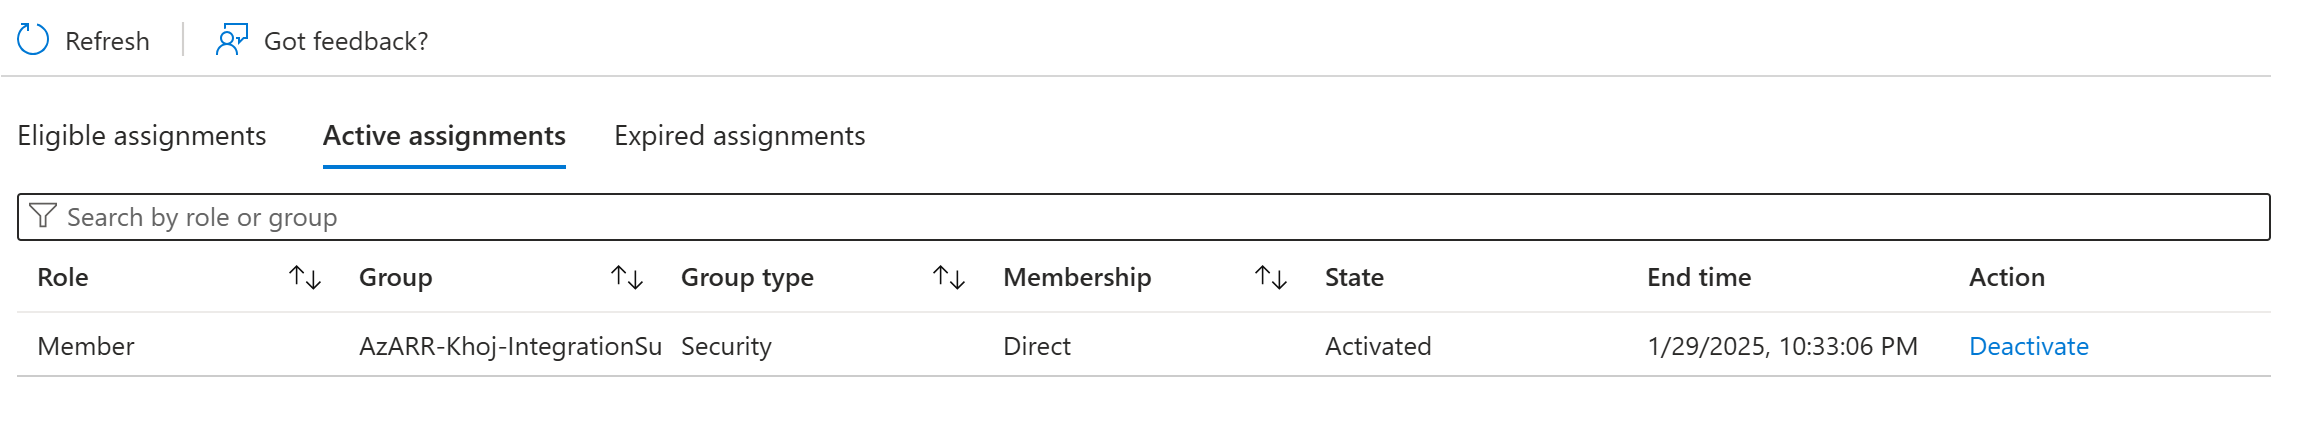 Refresh Got feedback?
Eligible assignments Active assignments Expired assignments
Search by role or group
Role Group Group type Membership State End time Action
Member AzARR-Khoj-IntegrationSu Security Direct Activated 1/29/2025, 10:33:06 PM Deactivate